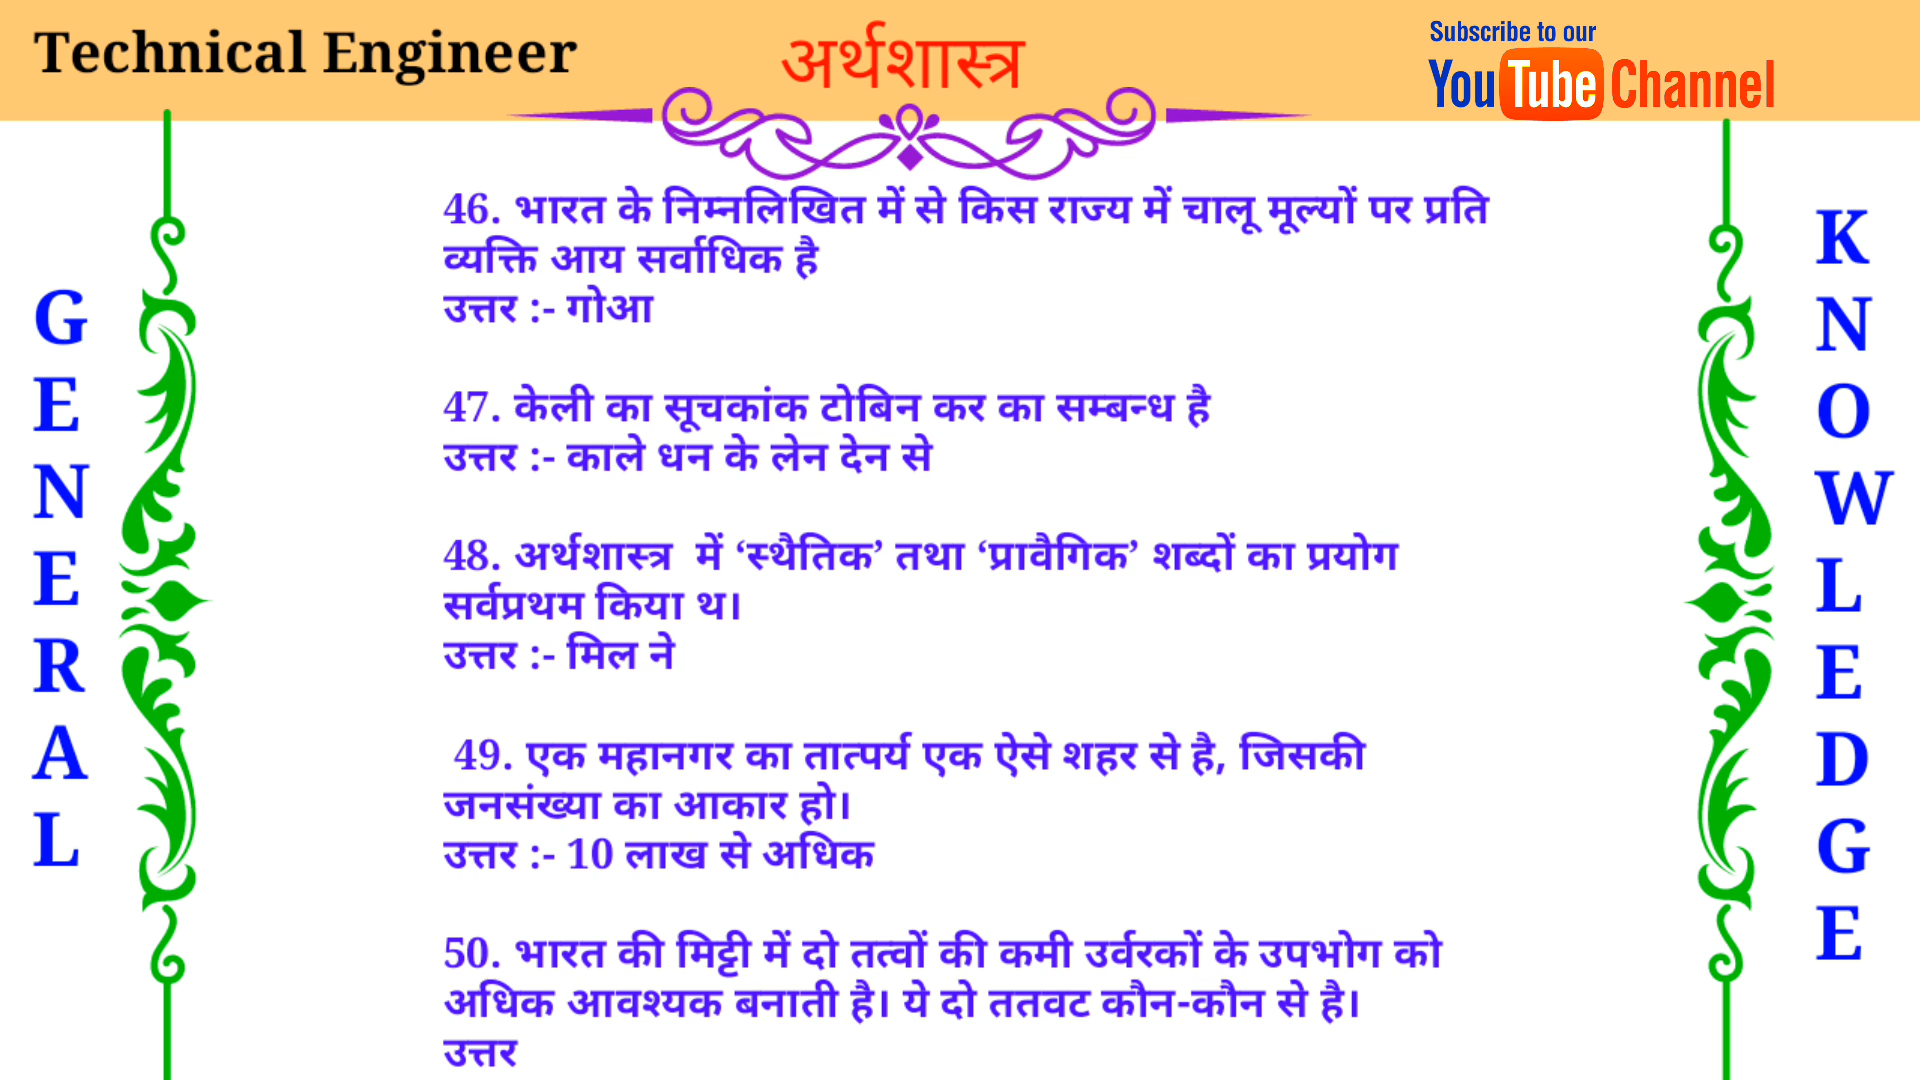 Technical Engineer
अर्थशास्त्र
Subscribe to our
YouTube Channel
46. भारत के निम्नलिखित में से किस राज्य में चालू मूल्यों पर प्रति
व्यक्ति आय सर्वाधिक है
उत्तर :- गोआ
47. केली का सूचकांक टोबिन कर का सम्बन्ध है
उत्तर :- काले धन के लेन देन से
48. अर्थशास्त्र  में ‘स्थैतिक’ तथा ‘प्रावैगिक’ शब्दों का प्रयोग
सर्वप्रथम किया थ।
उत्तर :- मिल ने
49. एक महानगर का तात्पर्य एक ऐसे शहर से है, जिसकी
जनसंख्या का आकार हो।
उत्तर :- 10 लाख से अधिक
50. भारत की मिट्टी में दो तत्वों की कमी उर्वरकों के उपभोग को
अधिक आवश्यक बनाती है। ये दो ततवट कौन-कौन से है।
उत्तर
GENERAL
KNOWLEDGE